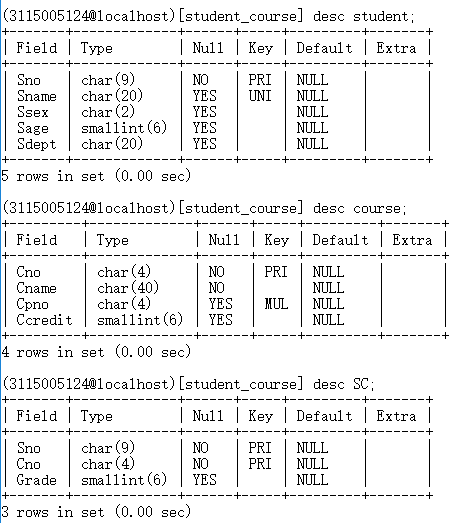 (3115005124@localhost)[student_course] desc student;
+-------+-------------+------+-----+---------+-------+
| Field | Type        | Null | Key | Default | Extra |
+-------+-------------+------+-----+---------+-------+
| Sno   | char(9)     | NO   | PRI | NULL    |       |
| Sname | char(20)    | YES  | UNI | NULL    |       |
| Ssex  | char(2)     | YES  |     | NULL    |       |
| Sage  | smallint(6) | YES  |     | NULL    |       |
| Sdept | char(20)    | YES  |     | NULL    |       |
+-------+-------------+------+-----+---------+-------+
5 rows in set (0.00 sec)
(3115005124@localhost)[student_course] desc course;
+---------+-------------+------+-----+---------+-------+
| Field   | Type        | Null | Key | Default | Extra |
+---------+-------------+------+-----+---------+-------+
| Cno     | char(4)     | NO   | PRI | NULL    |       |
| Cname   | char(40)    | NO   |     | NULL    |       |
| Cpno    | char(4)     | YES  | MUL | NULL    |       |
| Ccredit | smallint(6) | YES  |     | NULL    |       |
+---------+-------------+------+-----+---------+-------+
4 rows in set (0.00 sec)
(3115005124@localhost)[student_course] desc SC;
+-------+-------------+------+-----+---------+-------+
| Field | Type        | Null | Key | Default | Extra |
+-------+-------------+------+-----+---------+-------+
| Sno   | char(9)     | NO   | PRI | NULL    |       |
| Cno   | char(4)     | NO   | PRI | NULL    |       |
| Grade | smallint(6) | YES  |     | NULL    |       |
+-------+-------------+------+-----+---------+-------+
3 rows in set (0.00 sec)